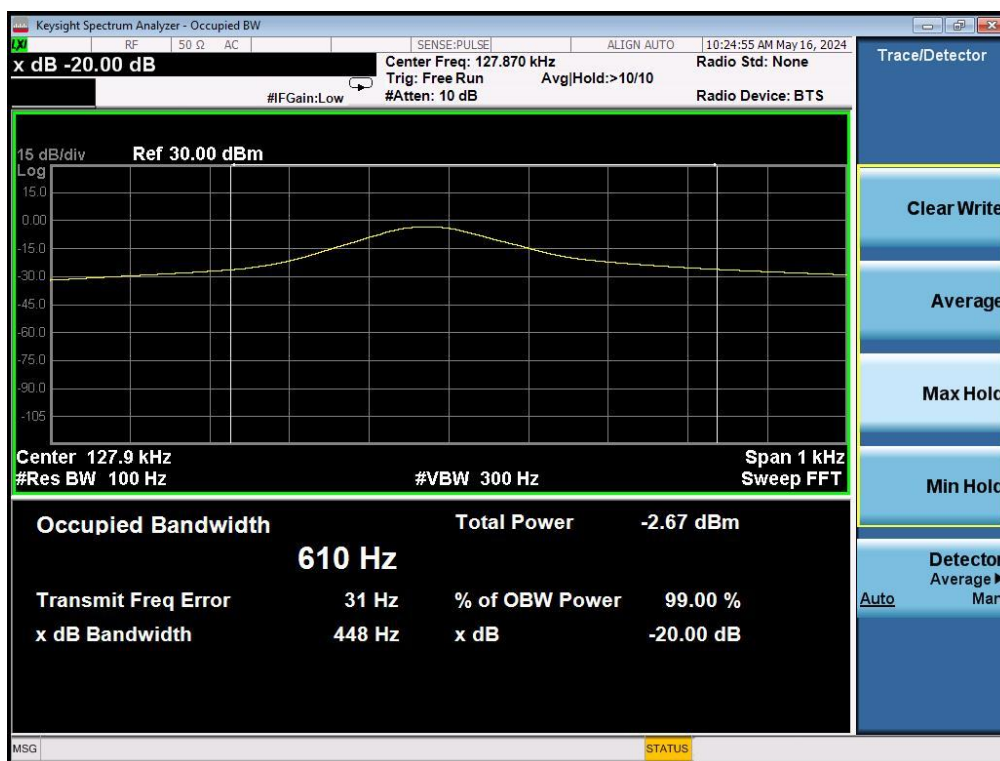 Keysight Spectrum Analyzer - Occupied BW
LXI RF 50 Ω AC SENSE:PULSE ALIGN AUTO 10:24:55 AM May 16, 2024
x dB -20.00 dB
Center Freq: 127.870 kHz
Radio Std: None
Trig: Free Run Avg|Hold:>10/10
#IFGain:Low #Atten: 10 dB Radio Device: BTS
15 dB/div Ref 30.00 dBm
Log
15.0
0.00
-15.0
-30.0
-45.0
-60.0
-75.0
-90.0
-105
Center 127.9 kHz Span 1 kHz
#Res BW 100 Hz #VBW 300 Hz Sweep FFT
Occupied Bandwidth Total Power -2.67 dBm
610 Hz
Transmit Freq Error 31 Hz % of OBW Power 99.00 %
x dB Bandwidth 448 Hz x dB -20.00 dB
MSG STATUS
Trace/Detector
Clear Write
Average
Max Hold
Min Hold
Detector
Average
Auto Man